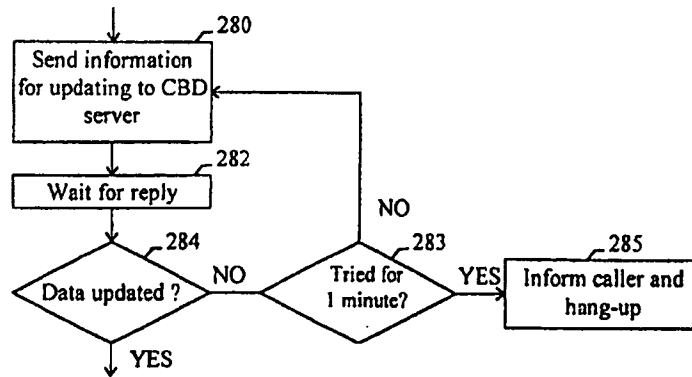 280
Send information
for updating to CBD
server
282
Wait for reply
NO
284
283
285
Data updated ?
NO
Tried for
1 minute?
YES
Inform caller and
hang-up
YES